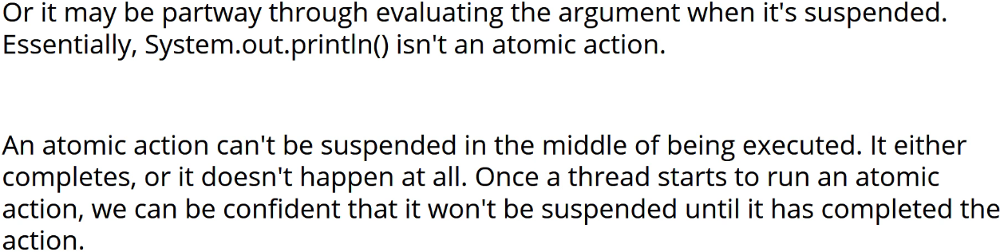 Or it may be partway through evaluating the argument when it's suspended.
Essentially, System.out.println() isn't an atomic action.
An atomic action can't be suspended in the middle of being executed. It either
completes, or it doesn't happen at all. Once a thread starts to run an atomic
action, we can be confident that it won't be suspended until it has completed the
action.